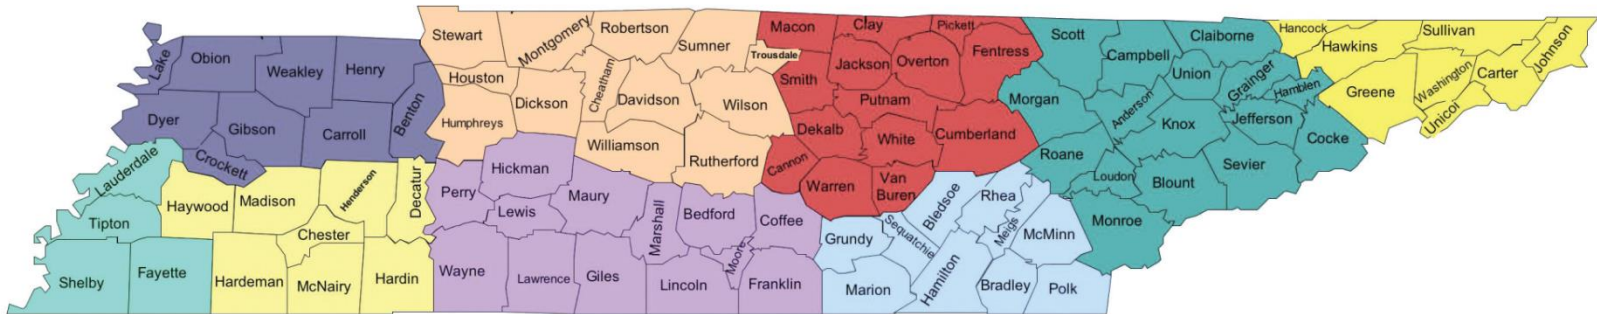 Lake
Obion
Weakley
Henry
Benton
Dyer
Gibson
Carroll
Crockett
Stewart
Montgomery
Robertson
Sumner
Trousdale
Houston
Dickson
Cheatham
Davidson
Wilson
Humphreys
Williamson
Rutherford
Macon
Clay
Pickett
Fentress
Smith
Jackson
Overton
Putnam
Dekalb
White
Cumberland
Cannon
Warren
Van
Buren
Scott
Campbell
Claiborne
Union
Grainger
Hamblen
Morgan
Anderson
Knox
Jefferson
Cocke
Roane
Loudon
Blount
Sevier
Monroe
Hancock
Hawkins
Sullivan
Johnson
Greene
Washington
Carter
Unicoi
Lauderdale
Tipton
Shelby
Fayette
Haywood
Madison
Henderson
Decatur
Chester
Hardeman
McNairy
Hardin
Hickman
Perry
Lewis
Maury
Marshall
Bedford
Coffee
Moore
Wayne
Lawrence
Giles
Lincoln
Franklin
Grundy
Sequatchie
Bledsoe
Rhea
Meigs
McMinn
Marion
Hamilton
Bradley
Polk